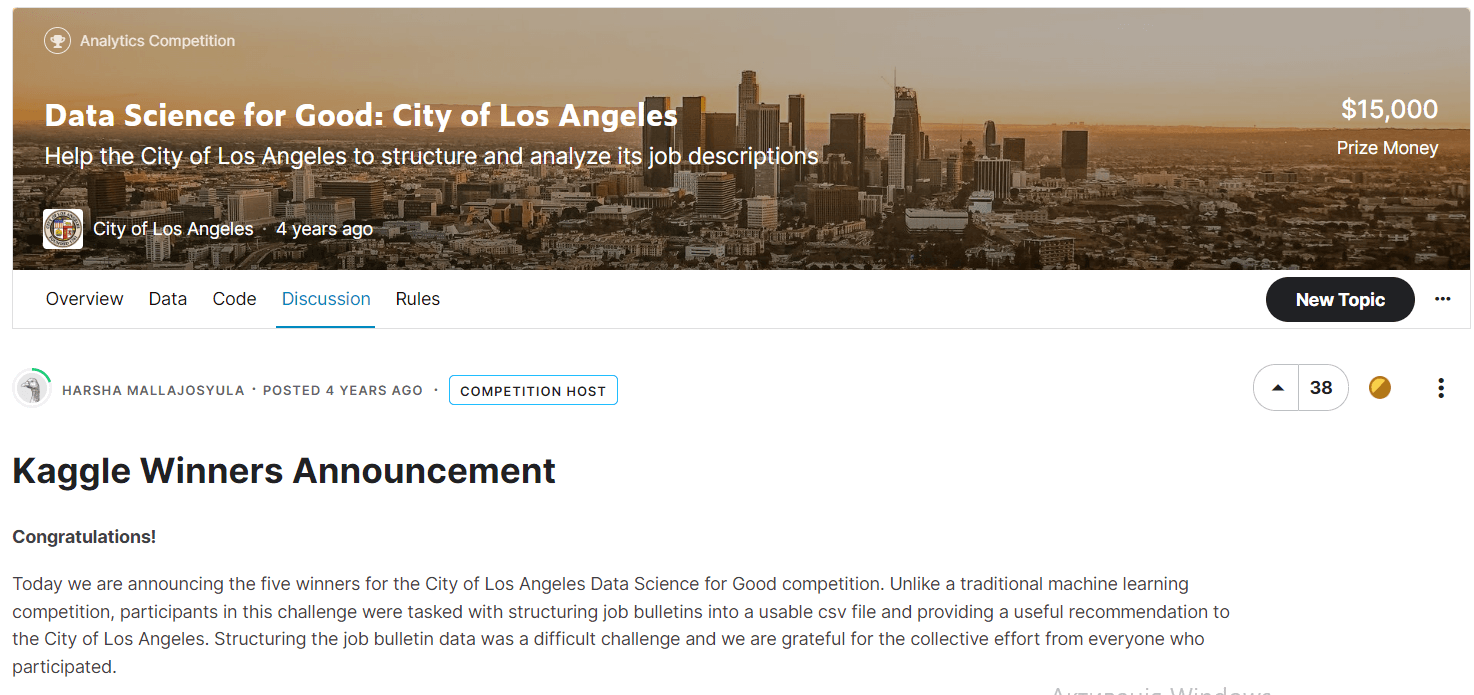 Analytics Competition
Data Science for Good: City of Los Angeles
Help the City of Los Angeles to structure and analyze its job descriptions
$15,000
Prize Money
City of Los Angeles · 4 years ago
Overview Data Code Discussion Rules
New Topic
HARSHA MALLAJOSYULA · POSTED 4 YEARS AGO · COMPETITION HOST
38
Kaggle Winners Announcement
Congratulations!
Today we are announcing the five winners for the City of Los Angeles Data Science for Good competition. Unlike a traditional machine learning
competition, participants in this challenge were tasked with structuring job bulletins into a usable csv file and providing a useful recommendation to
the City of Los Angeles. Structuring the job bulletin data was a difficult challenge and we are grateful for the collective effort from everyone who
participated.
Windows